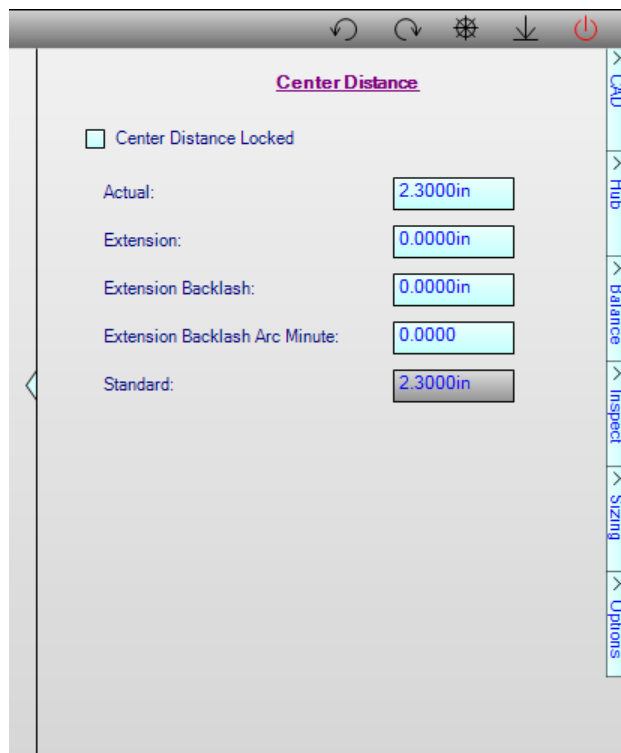 Center Distance
Center Distance Locked
Actual: 2.3000in
Extension: 0.0000in
Extension Backlash: 0.0000in
Extension Backlash Arc Minute: 0.0000
Standard: 2.3000in
CAD
Hub
Balance
Inspect
Sizing
Options